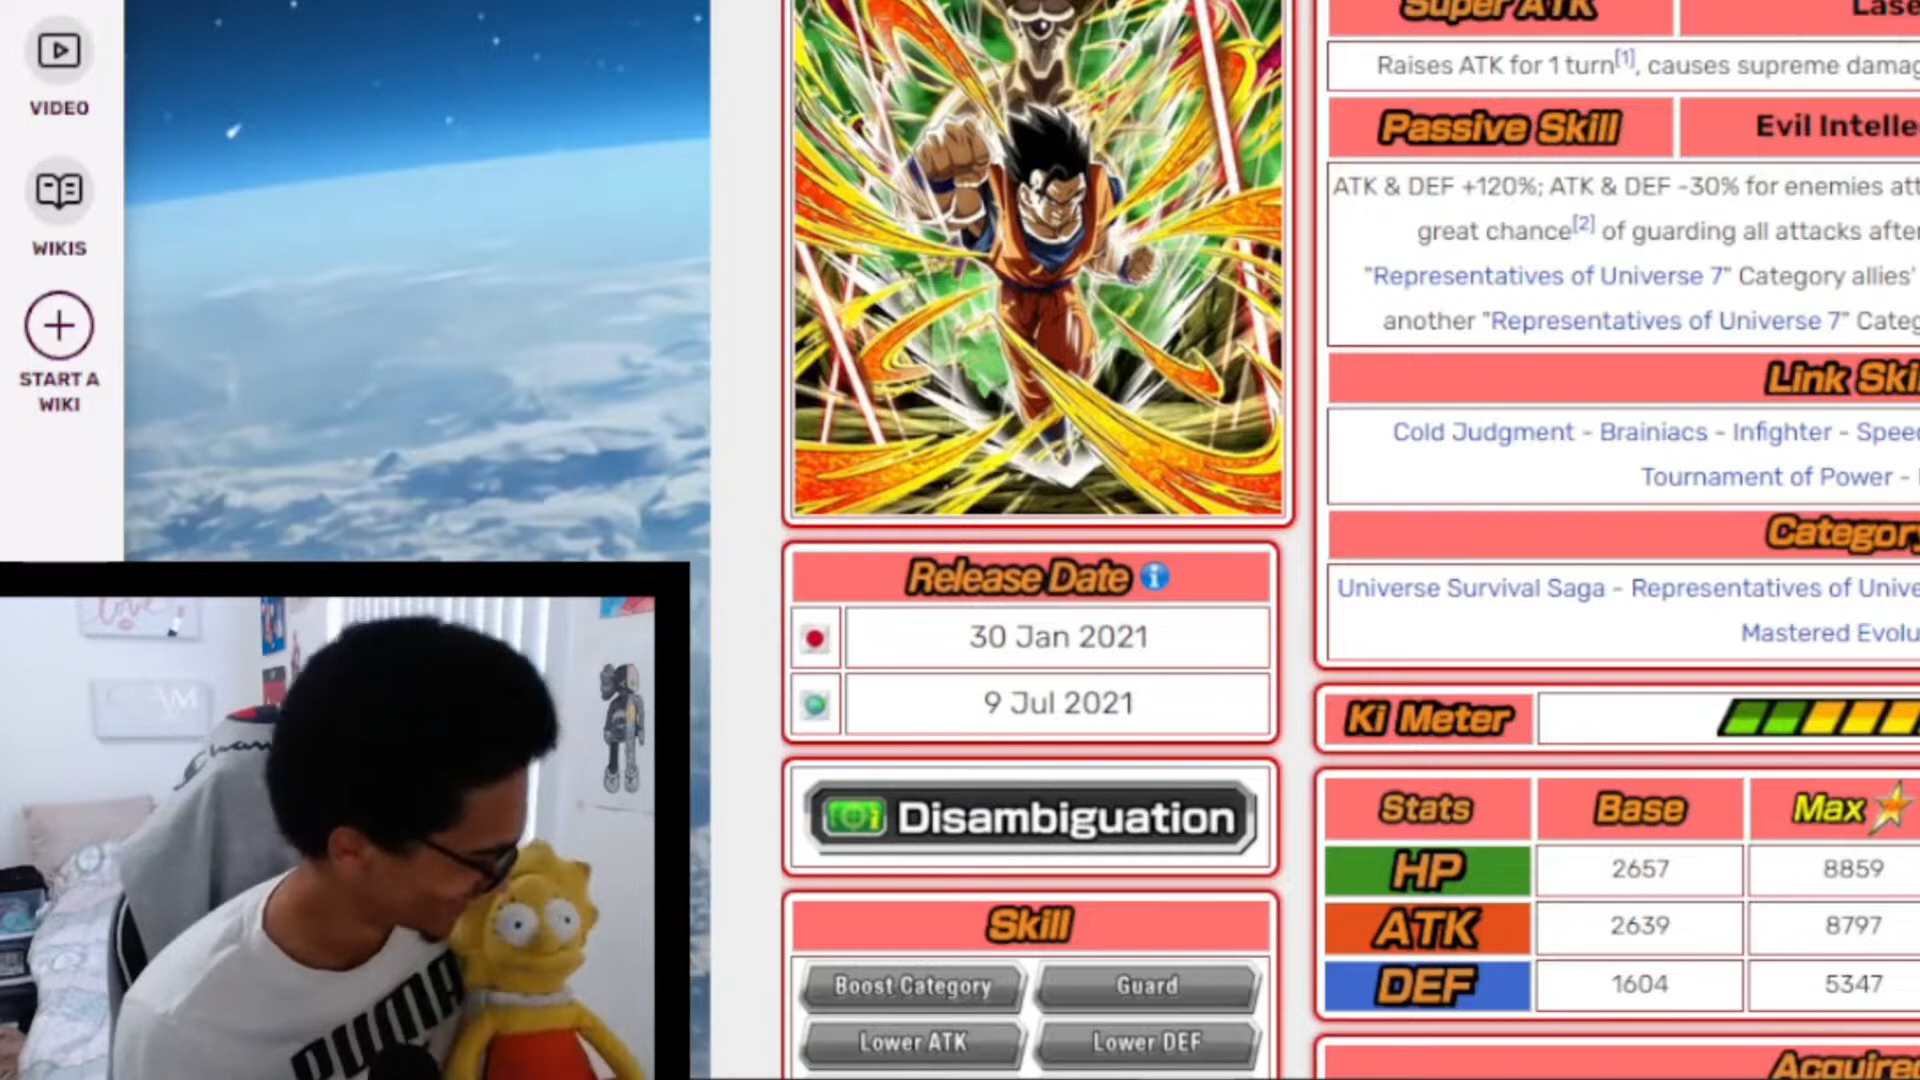 VIDEO
WIKIS
START A
WIKI
Release Date
30 Jan 2021
9 Jul 2021
Disambiguation
Skill
Boost Category
Guard
Lower ATK
Lower DEF
Super ATK
Lase
Raises ATK for 1 turn[1], causes supreme damag
Passive Skill
Evil Intelle
ATK & DEF +120%; ATK & DEF -30% for enemies att
great chance[2] of guarding all attacks after
"Representatives of Universe 7" Category allies'
another "Representatives of Universe 7" Categ
Link Skil
Cold Judgment - Brainiacs - Infighter - Spee
Tournament of Power -
Category
Universe Survival Saga - Representatives of Unive
Mastered Evolu
Ki Meter
Stats
Base
Max
HP
2657
8859
ATK
2639
8797
DEF
1604
5347
Acquired
love
PUMA